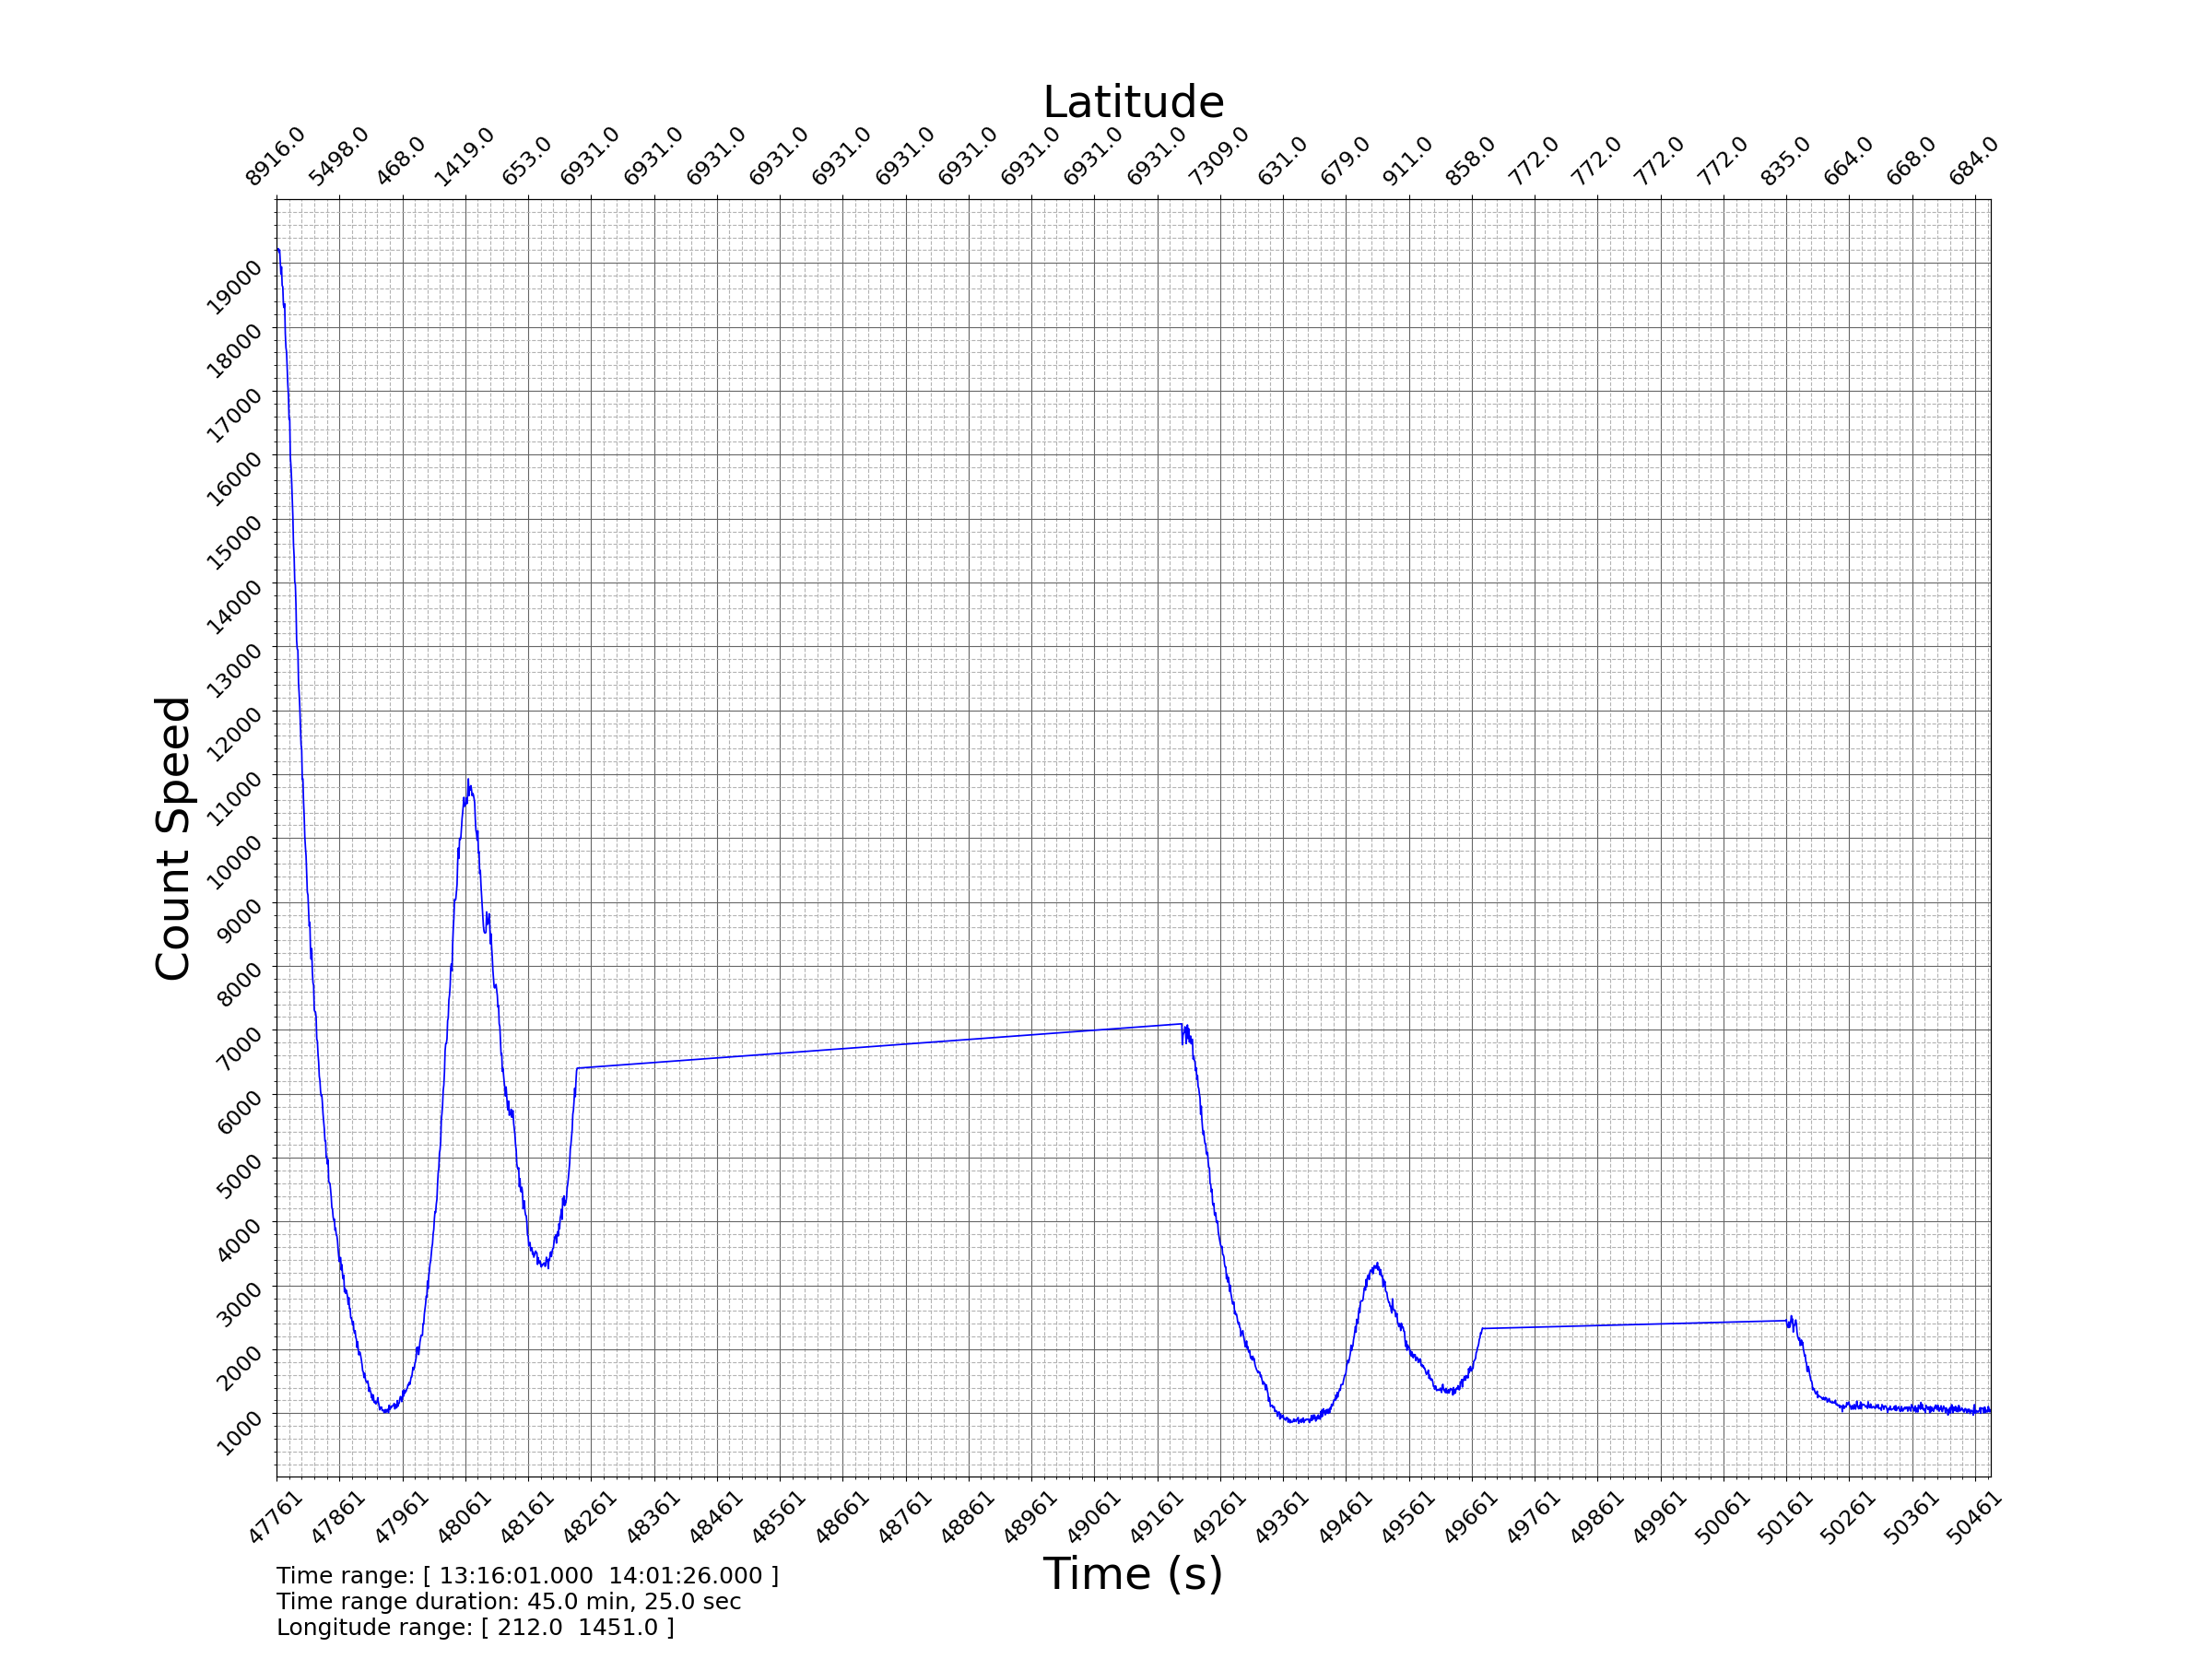 Latitude
8916.0 5498.0 468.0 1419.0 653.0 6931.0 6931.0 6931.0 6931.0 6931.0 6931.0 6931.0 6931.0 6931.0 6931.0 7309.0 631.0 679.0 911.0 858.0 772.0 772.0 772.0 772.0 835.0 664.0 668.0 684.0
19000
18000
17000
16000
15000
14000
13000
12000
11000
10000
9000
8000
7000
6000
5000
4000
3000
2000
1000
Count Speed
47761 47861 47961 48061 48161 48261 48361 48461 48561 48661 48761 48861 48961 49061 49161 49261 49361 49461 49561 49661 49761 49861 49961 50061 50161 50261 50361 50461
Time (s)
Time range: [ 13:16:01.000  14:01:26.000 ]
Time range duration: 45.0 min, 25.0 sec
Longitude range: [ 212.0  1451.0 ]